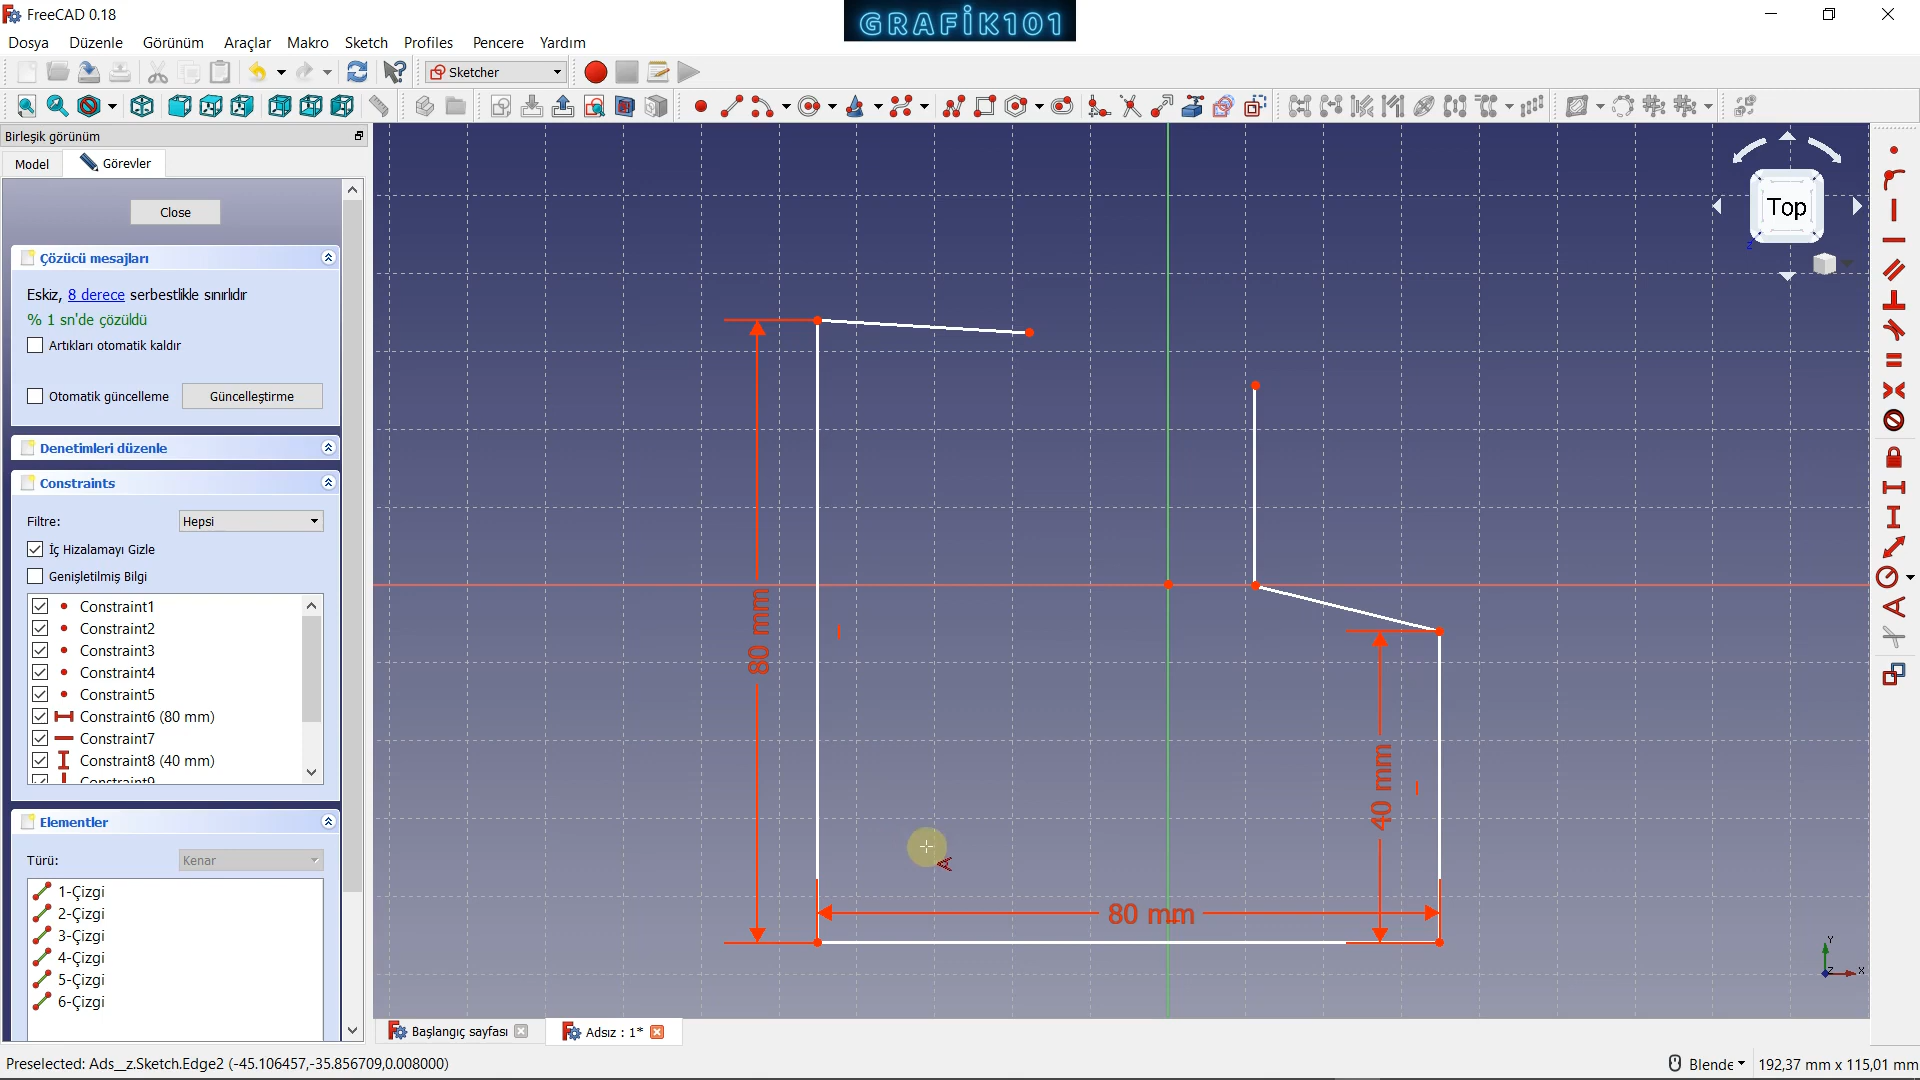 FreeCAD 0.18
GRAFİK101
Dosya Düzenle Görünüm Araçlar Makro Sketch Profiles Pencere Yardım
Sketcher
Birleşik görünüm
Model Görevler
Close
Çözücü mesajları
Eskiz, 8 derece serbestlikle sınırlıdır
% 1 sn'de çözüldü
Artıkları otomatik kaldır
Otomatik güncelleme Güncelleştirme
Denetimleri düzenle
Constraints
Filtre: Hepsi
İç Hizalamayı Gizle
Genişletilmiş Bilgi
Constraint1
Constraint2
Constraint3
Constraint4
Constraint5
Constraint6 (80 mm)
Constraint7
Constraint8 (40 mm)
Constraint9
Elementler
Türü: Kenar
1-Çizgi
2-Çizgi
3-Çizgi
4-Çizgi
5-Çizgi
6-Çizgi
Top
Z
80 mm
40 mm
80 mm
Y
Z X
Başlangıç sayfası Adsız : 1*
Preselected: Ads__z.Sketch.Edge2 (-45.106457,-35.856709,0.008000)
Blende 192,37 mm x 115,01 mm